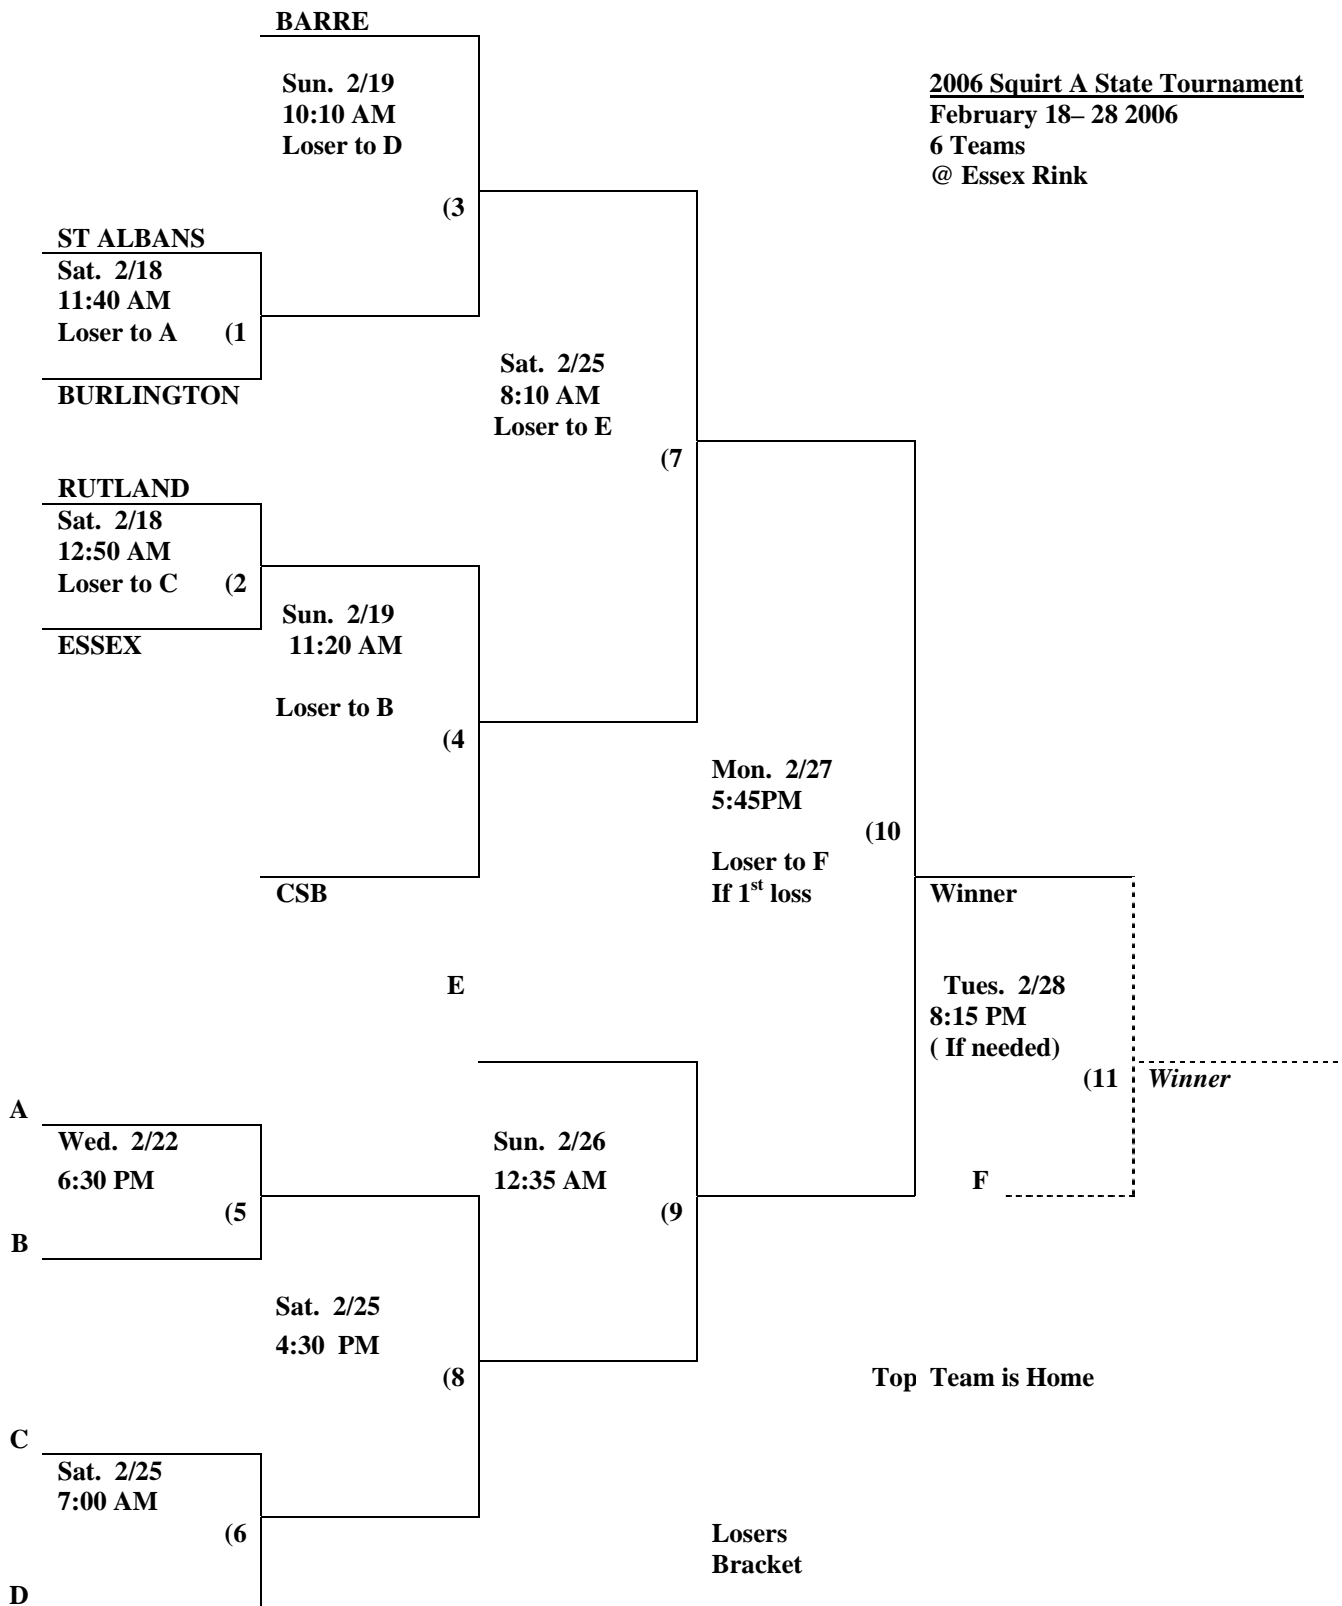 BARRE
Sun. 2/19
10:10 AM
Loser to D
(3
2006 Squirt A State Tournament
February 18– 28 2006
6 Teams
@ Essex Rink
ST ALBANS
Sat. 2/18
11:40 AM
Loser to A (1
BURLINGTON
Sat. 2/25
8:10 AM
Loser to E
(7
RUTLAND
Sat. 2/18
12:50 AM
Loser to C (2
ESSEX
Sun. 2/19
11:20 AM
Loser to B
(4
CSB
Mon. 2/27
5:45PM
(10
Loser to F
If 1st loss
Winner
E
Tues. 2/28
8:15 PM
( If needed)
(11
Winner
A
Wed. 2/22
6:30 PM
(5
B
Sun. 2/26
12:35 AM
(9
F
Sat. 2/25
4:30 PM
(8
Top Team is Home
C
Sat. 2/25
7:00 AM
(6
D
Losers
Bracket